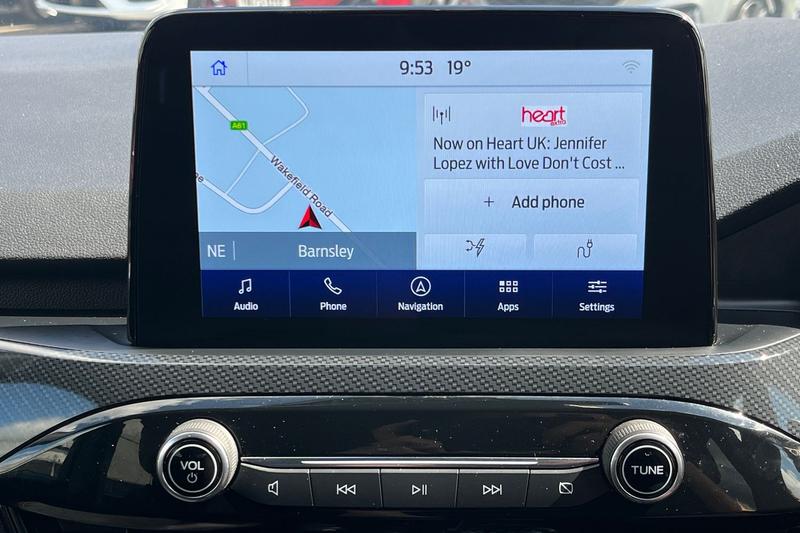 9:53 19°
A61
Wakefield Road
NE
Barnsley
heart
extra
Now on Heart UK: Jennifer
Lopez with Love Don't Cost ...
+ Add phone
Audio
Phone
Navigation
Apps
Settings
VOL
TUNE